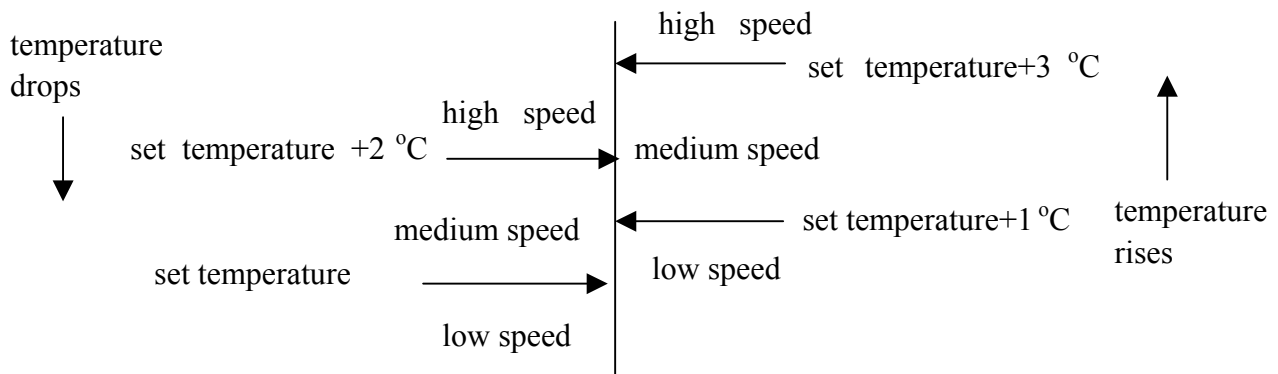 temperature
drops
high speed
set temperature +2 °C
medium speed
set temperature
low speed
high speed
set temperature+3 °C
medium speed
set temperature+1 °C
low speed
temperature
rises